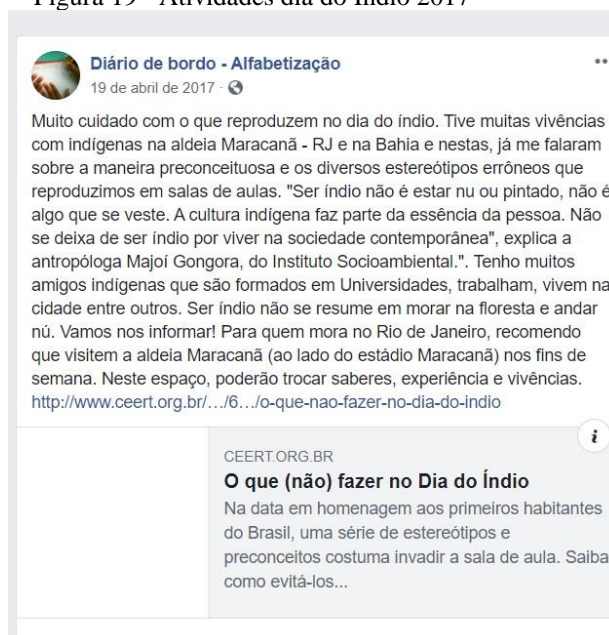 Figura 19 - Atividades dia do Índio 2017
Diário de bordo - Alfabetização
19 de abril de 2017 ·
Muito cuidado com o que reproduzem no dia do índio. Tive muitas vivências
com indígenas na aldeia Maracanã - RJ e na Bahia e nestas, já me falaram
sobre a maneira preconceituosa e os diversos estereótipos errôneos que
reproduzimos em salas de aulas. "Ser índio não é estar nu ou pintado, não é
algo que se veste. A cultura indígena faz parte da essência da pessoa. Não
se deixa de ser índio por viver na sociedade contemporânea", explica a
antropóloga Majoí Gongora, do Instituto Socioambiental.". Tenho muitos
amigos indígenas que são formados em Universidades, trabalham, vivem na
cidade entre outros. Ser índio não se resume em morar na floresta e andar
nú. Vamos nos informar! Para quem mora no Rio de Janeiro, recomendo
que visitem a aldeia Maracanã (ao lado do estádio Maracanã) nos fins de
semana. Neste espaço, poderão trocar saberes, experiência e vivências.
http://www.ceert.org.br/.../6.../o-que-nao-fazer-no-dia-do-indio
CEERT.ORG.BR
O que (não) fazer no Dia do Índio
Na data em homenagem aos primeiros habitantes
do Brasil, uma série de estereótipos e
preconceitos costuma invadir a sala de aula. Saiba
como evitá-los...